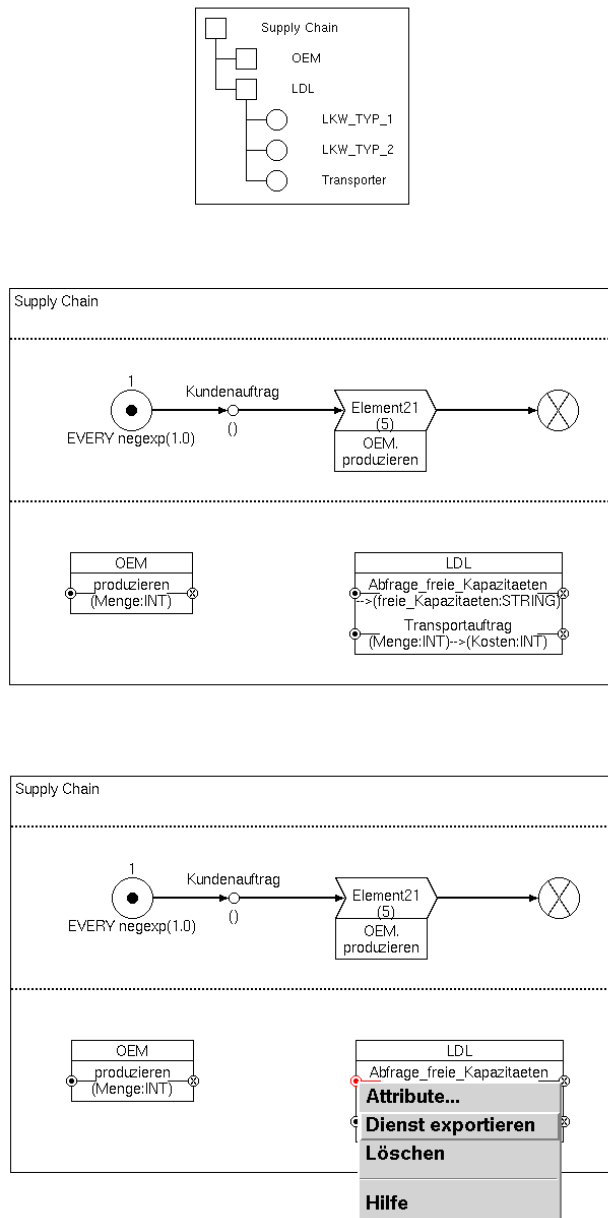 Supply Chain
OEM
LDL
LKW_TYP_1
LKW_TYP_2
Transporter
Supply Chain
1
Kundenauftrag
Element21
(5)
()
EVERY negexp(1.0)
OEM.
produzieren
OEM
produzieren
(Menge:INT)
LDL
Abfrage_freie_Kapazitaeten
-->(freie_Kapazitaeten:STRING)
Transportauftrag
(Menge:INT)-->(Kosten:INT)
Supply Chain
1
Kundenauftrag
Element21
(5)
()
EVERY negexp(1.0)
OEM.
produzieren
OEM
produzieren
(Menge:INT)
LDL
Abfrage_freie_Kapazitaeten
Attribute...
Dienst exportieren
Löschen
Hilfe